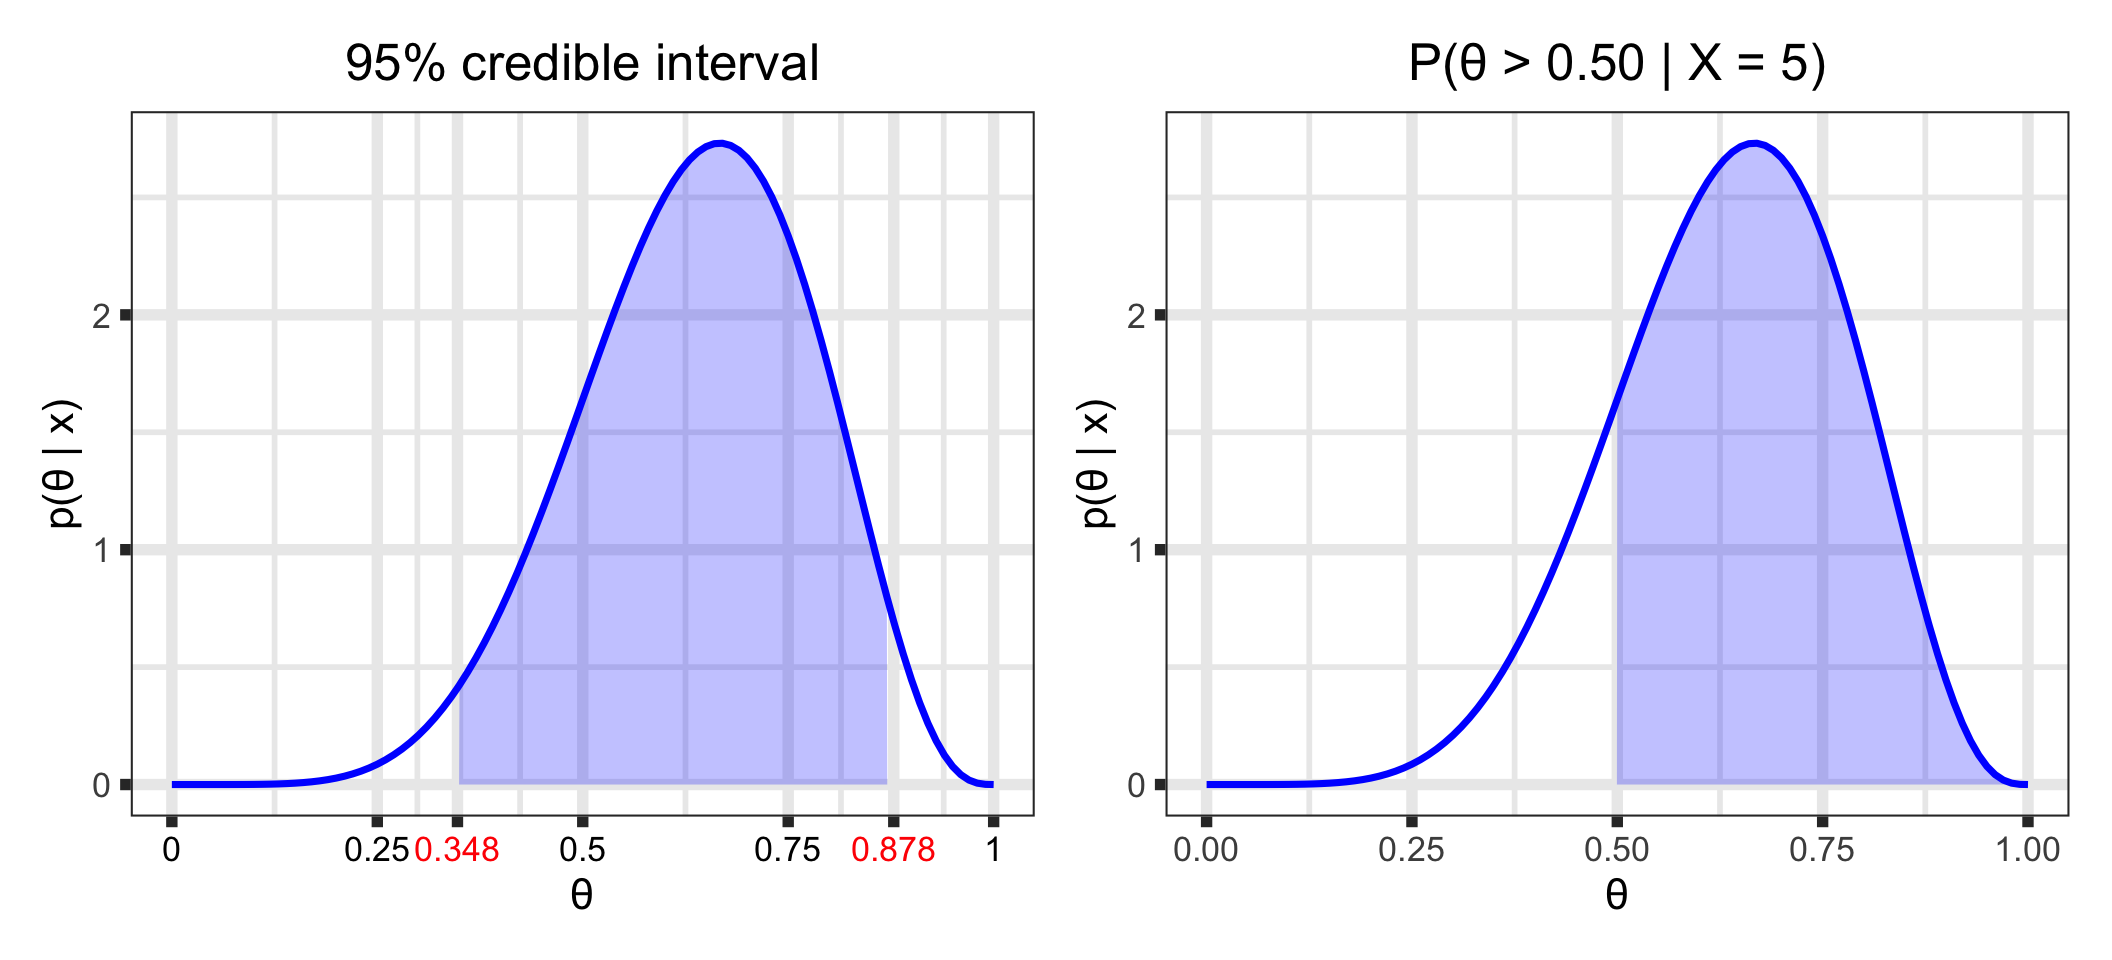 95% credible interval
p(θ | x)
2
1
0
0 0.25 0.348 0.5 0.75 0.878 1
θ
P(θ > 0.50 | X = 5)
p(θ | x)
2
1
0
0.00 0.25 0.50 0.75 1.00
θ